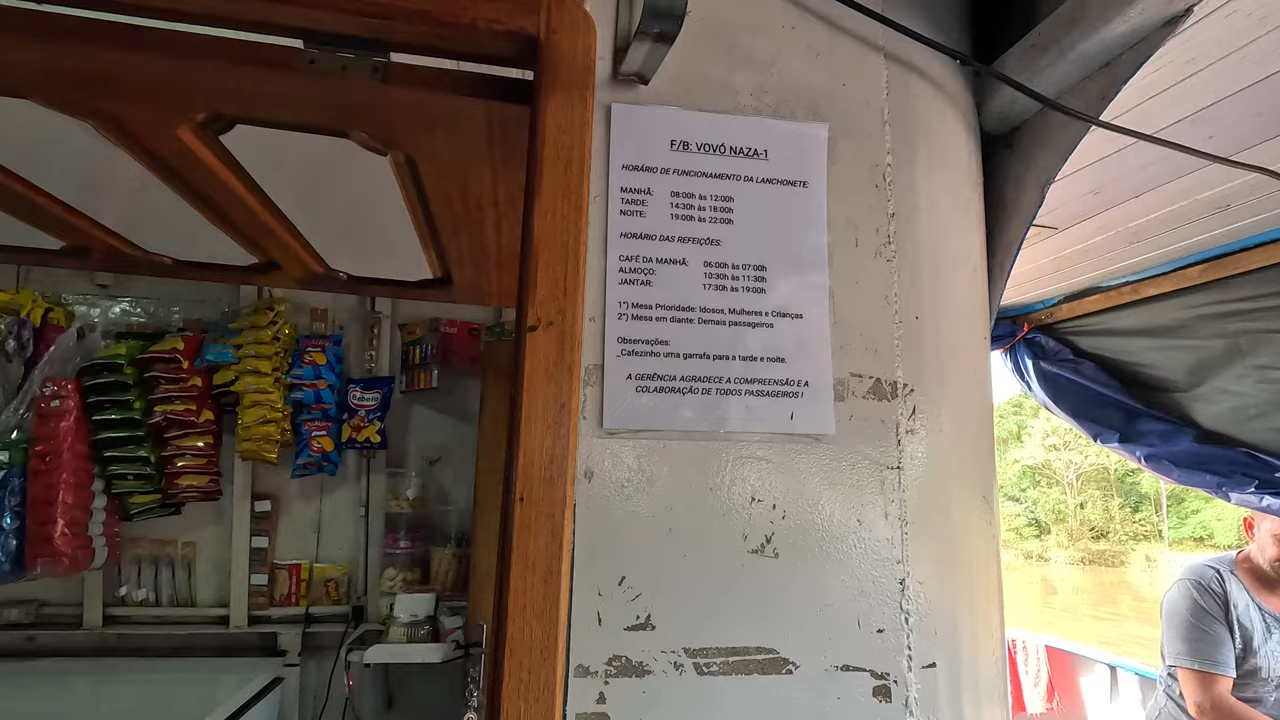 F/B: VOVÓ NAZA-1
HORÁRIO DE FUNCIONAMENTO DA LANCHONETE:
MANHÃ: 08:00h às 12:00h
TARDE: 14:30h às 18:00h
NOITE: 19:00h às 22:00h
HORÁRIO DAS REFEIÇÕES:
CAFÉ DA MANHÃ: 06:00h às 07:00h
ALMOÇO: 10:30h às 11:30h
JANTAR: 17:30h às 19:00h
1°) Mesa Prioridade: Idosos, Mulheres e Crianças
2°) Mesa em diante: Demais passageiros
Observações:
_Cafezinho uma garrafa para a tarde e noite.
A GERÊNCIA AGRADECE A COMPREENSÃO E A
COLABORAÇÃO DE TODOS PASSAGEIROS !
Bebelo